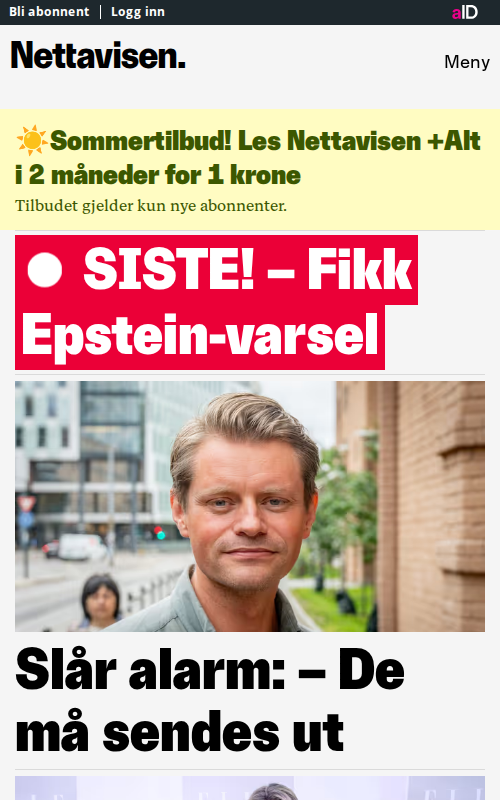 Bli abonnent | Logg inn
aID
Nettavisen.
Meny
☀️Sommertilbud! Les Nettavisen +Alt
i 2 måneder for 1 krone
Tilbudet gjelder kun nye abonnenter.
SISTE! – Fikk
Epstein-varsel
Slår alarm: – De
må sendes ut